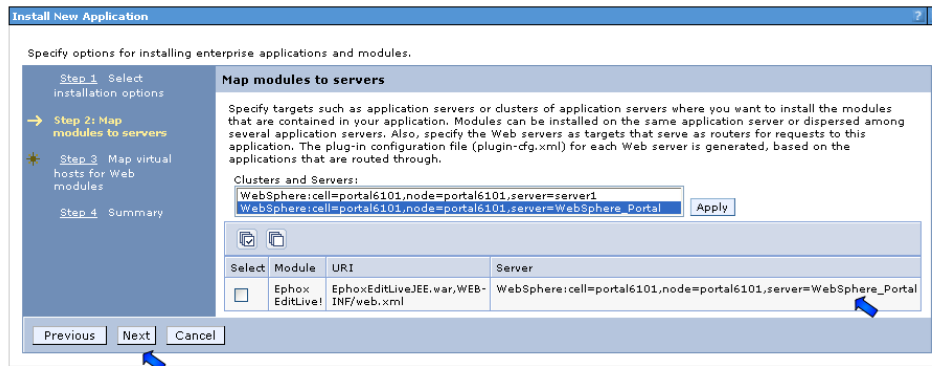 Install New Application ?
Specify options for installing enterprise applications and modules.
Step 1 Select
installation options
Step 2: Map
modules to servers
Step 3 Map virtual
hosts for Web
modules
Step 4 Summary
Map modules to servers
Specify targets such as application servers or clusters of application servers where you want to install the modules
that are contained in your application. Modules can be installed on the same application server or dispersed among
several application servers. Also, specify the Web servers as targets that serve as routers for requests to this
application. The plug-in configuration file (plugin-cfg.xml) for each Web server is generated, based on the
applications that are routed through.
Clusters and Servers:
WebSphere:cell=portal6101,node=portal6101,server=server1
WebSphere:cell=portal6101,node=portal6101,server=WebSphere_Portal
Apply
Select Module URI Server
Ephox EphoxEditLiveJEE.war,WEB- WebSphere:cell=portal6101,node=portal6101,server=WebSphere_Portal
EditLive! INF/web.xml
Previous Next Cancel